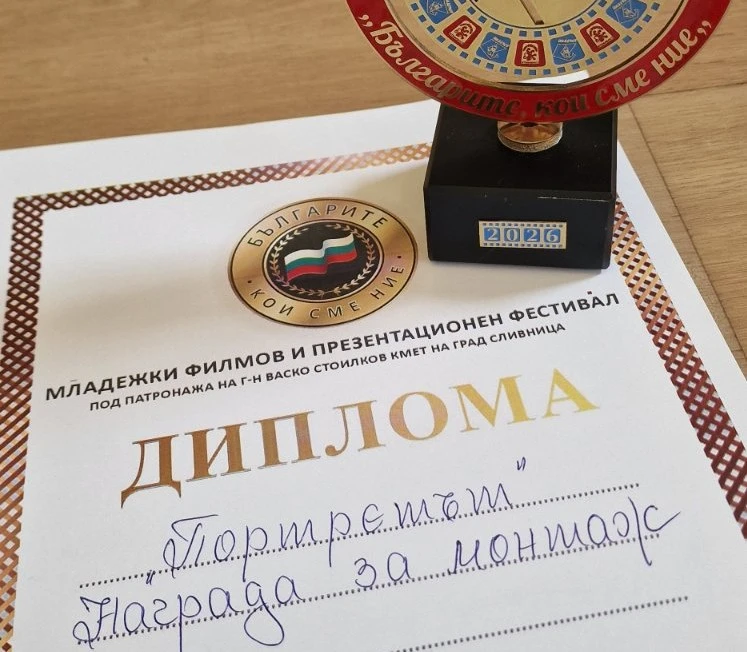 „Българите, кои сме ние”
2026
БЪЛГАРИТЕ
КОИ СМЕ НИЕ
МЛАДЕЖКИ ФИЛМОВ И ПРЕЗЕНТАЦИОНЕН ФЕСТИВАЛ
ПОД ПАТРОНАЖА НА Г-Н ВАСКО СТОИЛКОВ КМЕТ НА ГРАД СЛИВНИЦА
ДИПЛОМА
„Портретът"
Награда за монтаж